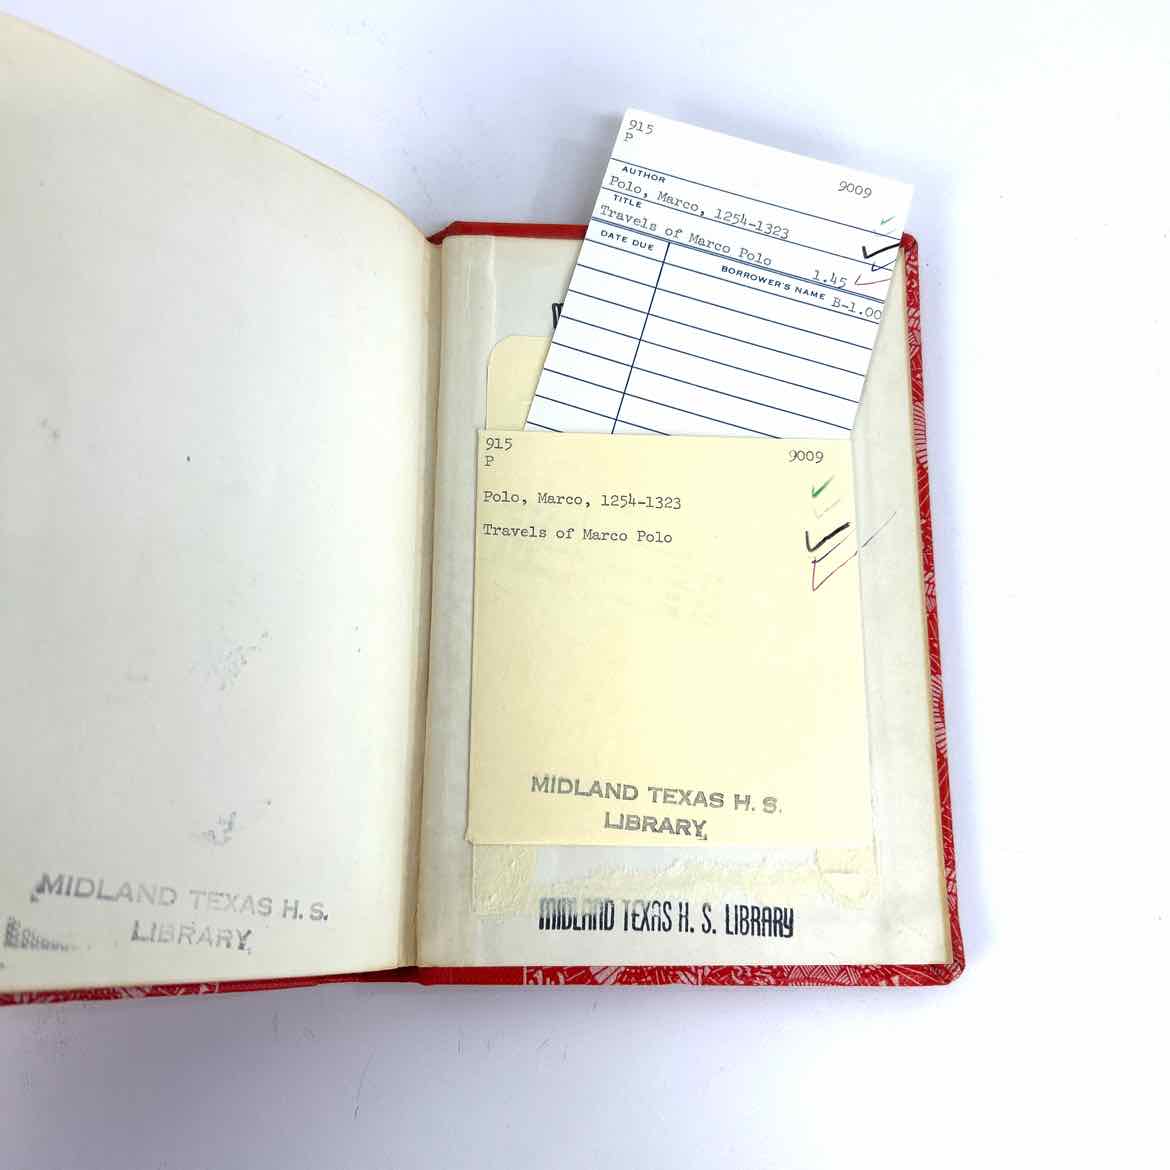 915
P
9009
AUTHOR
Polo, Marco, 1254-1323
TITLE
Travels of Marco Polo 1.45
DATE DUE BORROWER'S NAME B-1.00
915 9009
P
Polo, Marco, 1254-1323
Travels of Marco Polo
MIDLAND TEXAS H. S.
LIBRARY
MIDLAND TEXAS H. S. LIBRARY
MIDLAND TEXAS H. S.
LIBRARY